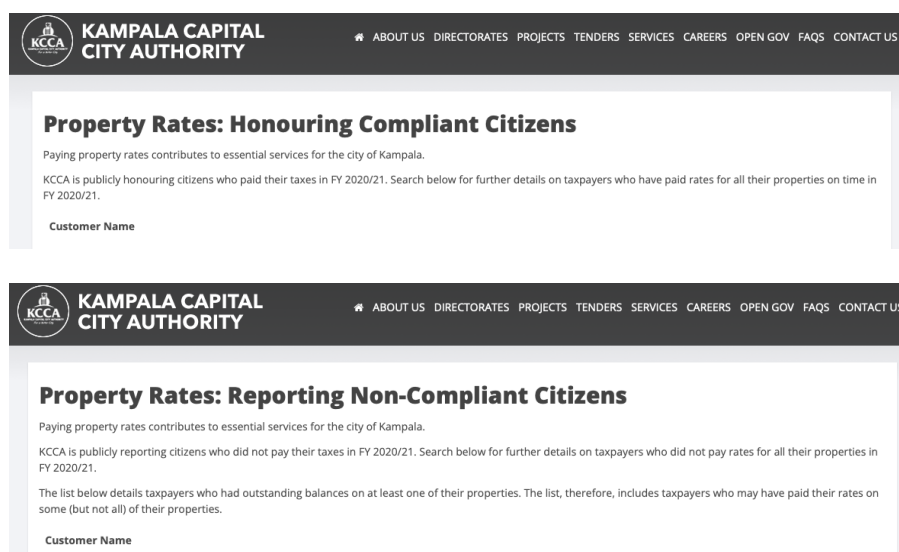 KCCA
KAMPALA CAPITAL
CITY AUTHORITY
ABOUT US DIRECTORATES PROJECTS TENDERS SERVICES CAREERS OPEN GOV FAQS CONTACT US
Property Rates: Honouring Compliant Citizens
Paying property rates contributes to essential services for the city of Kampala.
KCCA is publicly honouring citizens who paid their taxes in FY 2020/21. Search below for further details on taxpayers who have paid rates for all their properties on time in
FY 2020/21.
Customer Name
KCCA
KAMPALA CAPITAL
CITY AUTHORITY
ABOUT US DIRECTORATES PROJECTS TENDERS SERVICES CAREERS OPEN GOV FAQS CONTACT US
Property Rates: Reporting Non-Compliant Citizens
Paying property rates contributes to essential services for the city of Kampala.
KCCA is publicly reporting citizens who did not pay their taxes in FY 2020/21. Search below for further details on taxpayers who did not pay rates for all their properties in
FY 2020/21.
The list below details taxpayers who had outstanding balances on at least one of their properties. The list, therefore, includes taxpayers who may have paid their rates on
some (but not all) of their properties.
Customer Name